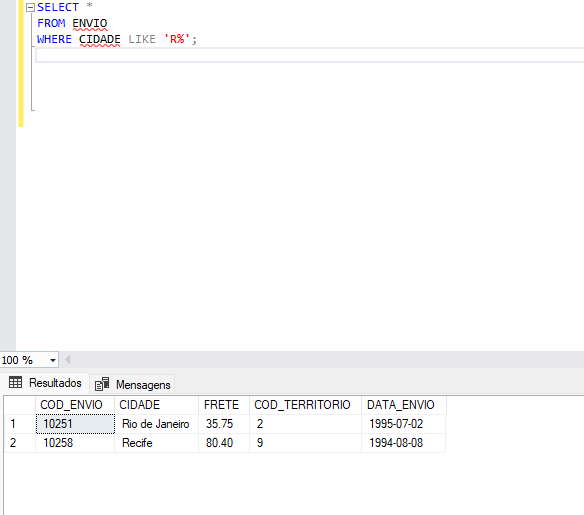 SELECT *
FROM ENVIO
WHERE CIDADE LIKE 'R%';
100 %
Resultados Mensagens
COD_ENVIO CIDADE FRETE COD_TERRITORIO DATA_ENVIO
1 10251 Rio de Janeiro 35.75 2 1995-07-02
2 10258 Recife 80.40 9 1994-08-08